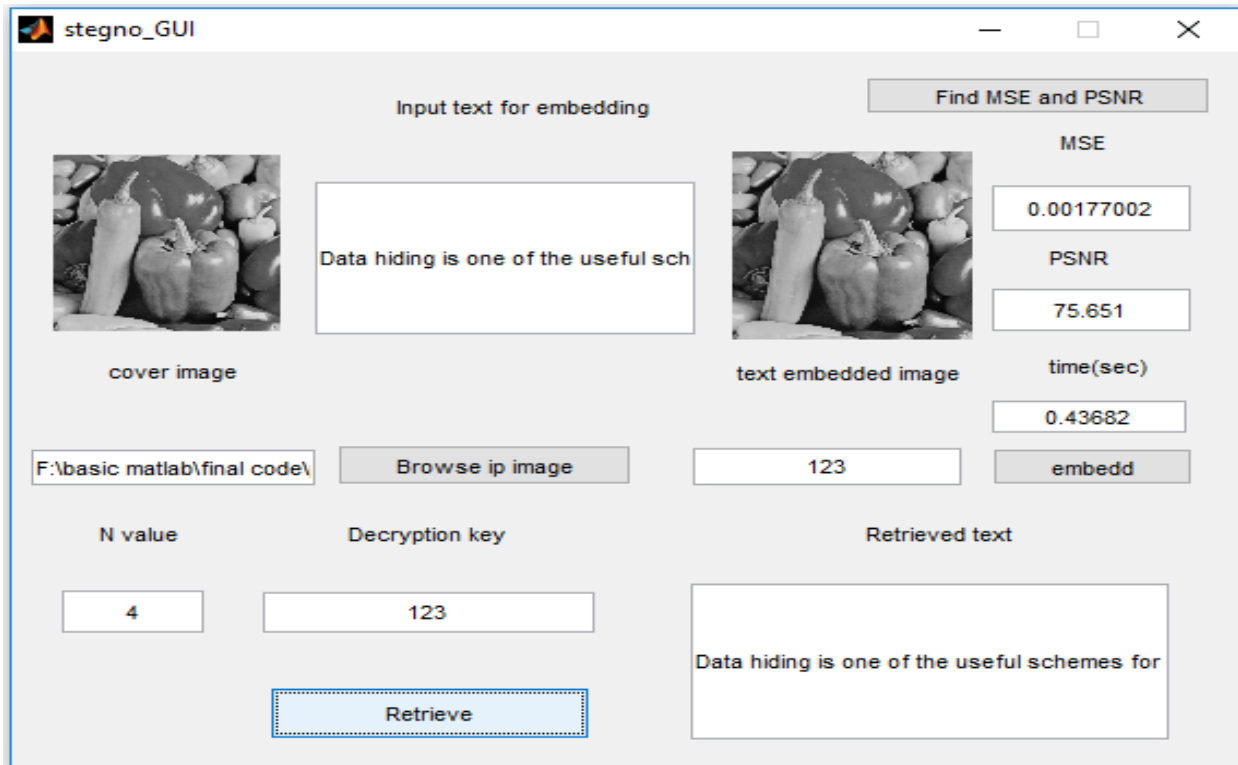 stegno_GUI
Input text for embedding
Find MSE and PSNR
MSE
0.00177002
Data hiding is one of the useful sch
PSNR
75.651
cover image
text embedded image
time(sec)
0.43682
F:\basic matlab\final code\
Browse ip image
123
embedd
N value
Decryption key
Retrieved text
4
123
Data hiding is one of the useful schemes for
Retrieve